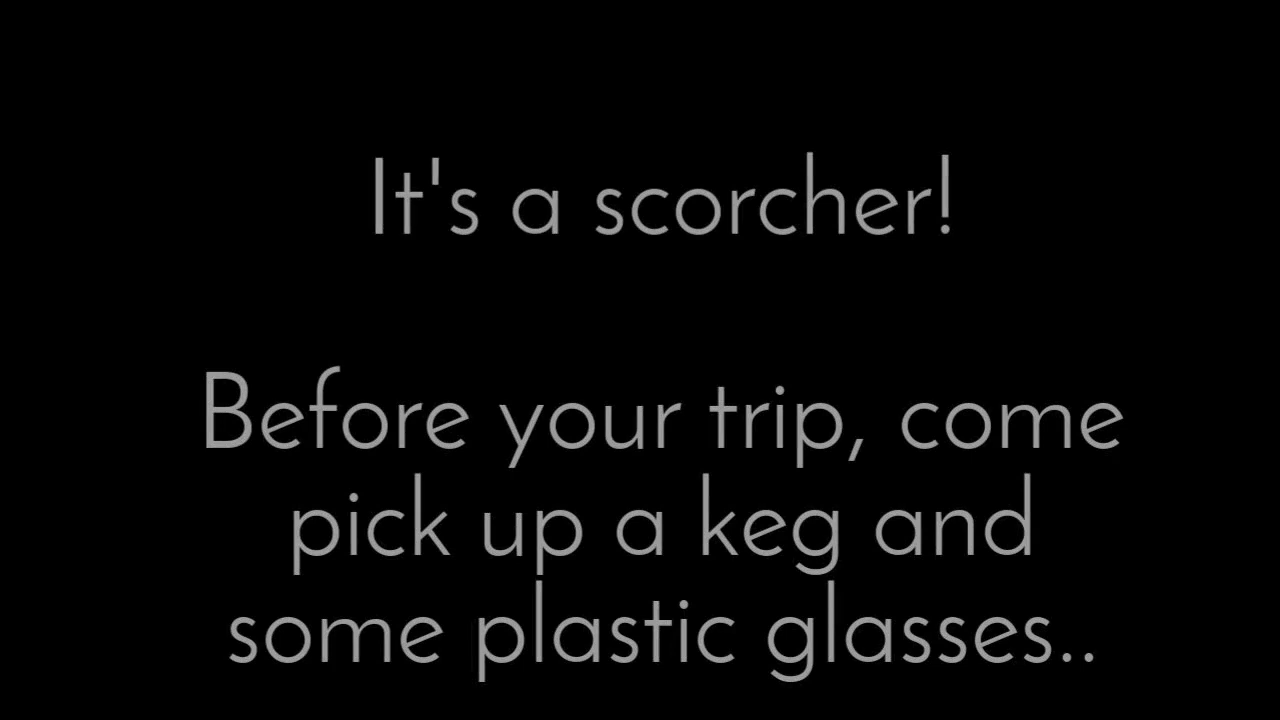 It's a scorcher!
Before your trip, come
pick up a keg and
some plastic glasses..